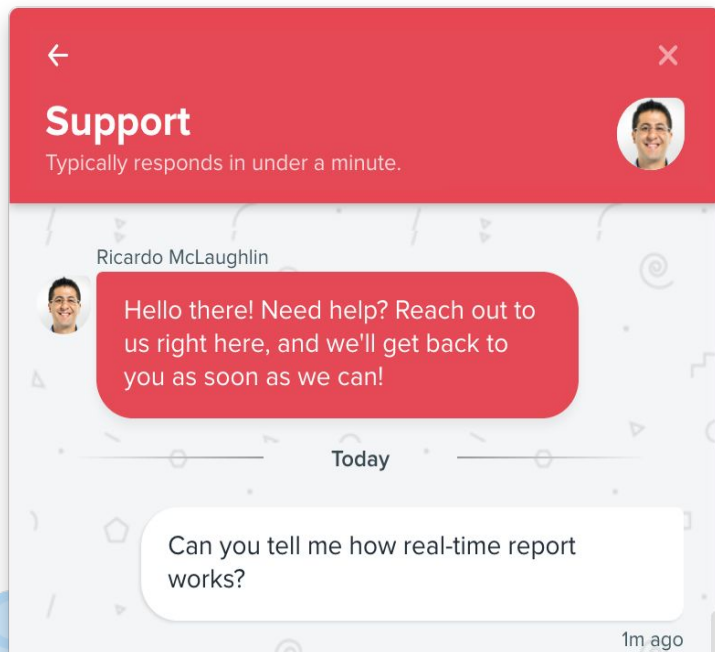 Support
Typically responds in under a minute.
Ricardo McLaughlin
Hello there! Need help? Reach out to
us right here, and we'll get back to
you as soon as we can!
Today
Can you tell me how real-time report
works?
1m ago